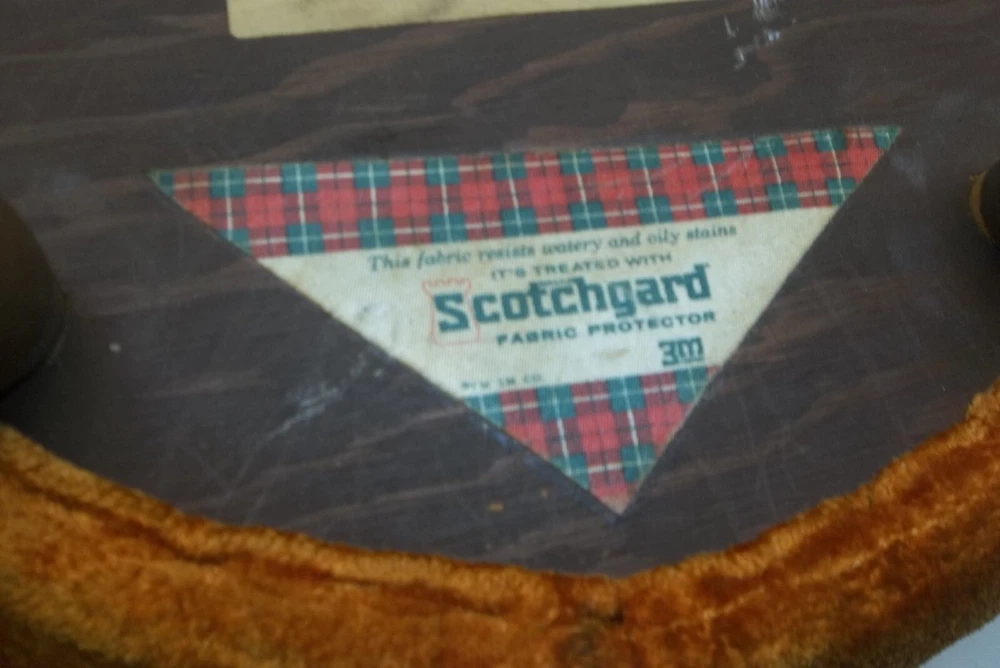 This fabric resists watery and oily stains
IT'S TREATED WITH
Scotchgard
FABRIC PROTECTOR
3M